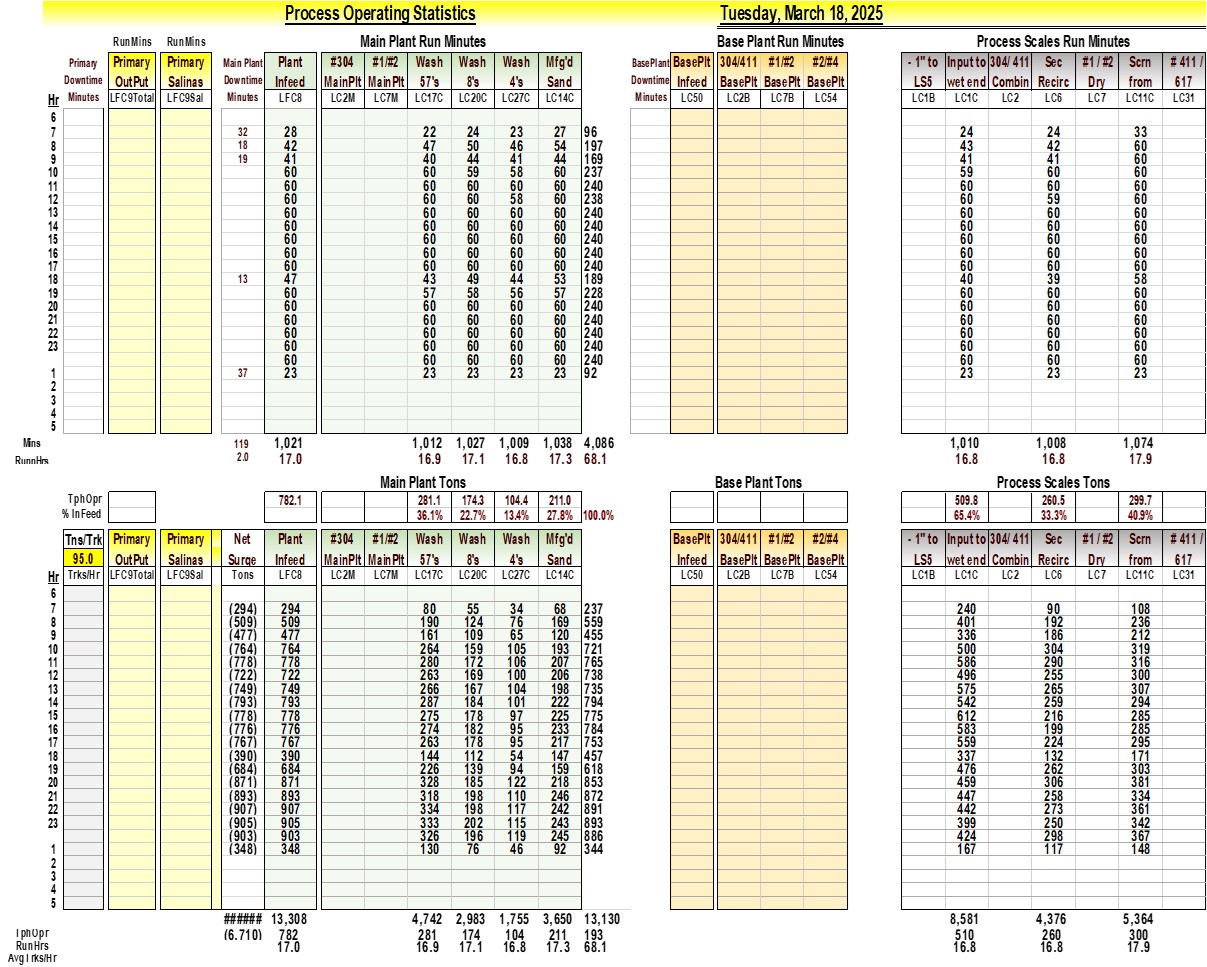 Process Operating Statistics Tuesday, March 18, 2025
RunMins RunMins Main Plant Run Minutes Base Plant Run Minutes Process Scales Run Minutes
Primary Primary Primary Main Plant Plant #304 #1/#2 Wash Wash Wash Mfg'd BasePlant BasePlt 304/411 #1/#2 #2/#4 - 1" to Input to 304/ 411 Sec #1 / #2 Scrn # 411 /
Downtime OutPut Salinas Downtime Infeed MainPlt MainPlt 57's 8's 4's Sand Downtime Infeed BasePlt BasePlt BasePlt LS5 wet end Combin Recirc Dry from 617
Hr Minutes LFC9Total LFC9Sal Minutes LFC8 LC2M LC7M LC17C LC20C LC27C LC14C Minutes LC50 LC2B LC7B LC54 LC1B LC1C LC2 LC6 LC7 LC11C LC31
6
7 32 28 22 24 23 27 96 24 24 33
8 18 42 47 50 46 54 197 43 42 60
9 19 41 40 44 41 44 169 41 41 60
10 60 60 59 58 60 237 59 60 60
11 60 60 60 60 60 240 60 60 60
12 60 60 60 58 60 238 60 59 60
13 60 60 60 60 60 240 60 60 60
14 60 60 60 60 60 240 60 60 60
15 60 60 60 60 60 240 60 60 60
16 60 60 60 60 60 240 60 60 60
17 60 60 60 60 60 240 60 60 60
18 13 47 43 49 44 53 189 40 39 58
19 60 57 58 56 57 228 60 60 60
20 60 60 60 60 60 240 60 60 60
21 60 60 60 60 60 240 60 60 60
22 60 60 60 60 60 240 60 60 60
23 60 60 60 60 60 240 60 60 60
60 60 60 60 60 240 60 60 60
1 37 23 23 23 23 23 92 23 23 23
2
3
4
5
Mins 119 1,021 1,012 1,027 1,009 1,038 4,086 1,010 1,008 1,074
RunnHrs 2.0 17.0 16.9 17.1 16.8 17.3 68.1 16.8 16.8 17.9
Main Plant Tons Base Plant Tons Process Scales Tons
TphOpr 782.1 281.1 174.3 104.4 211.0 509.8 260.5 299.7
% InFeed 36.1% 22.7% 13.4% 27.8% 100.0% 65.4% 33.3% 40.9%
Tns/Trk Primary Primary Net Plant #304 #1/#2 Wash Wash Wash Mfg'd BasePlt 304/411 #1/#2 #2/#4 - 1" to Input to 304/ 411 Sec #1 / #2 Scrn # 411 /
95.0 OutPut Salinas Surge Infeed MainPlt MainPlt 57's 8's 4's Sand Infeed BasePlt BasePlt BasePlt LS5 wet end Combin Recirc Dry from 617
Hr Trks/Hr LFC9Total LFC9Sal Tons LFC8 LC2M LC7M LC17C LC20C LC27C LC14C LC50 LC2B LC7B LC54 LC1B LC1C LC2 LC6 LC7 LC11C LC31
6
7 (294) 294 80 55 34 68 237 240 90 108
8 (509) 509 190 124 76 169 559 401 192 236
9 (477) 477 161 109 65 120 455 336 186 212
10 (764) 764 264 159 105 193 721 500 304 319
11 (778) 778 280 172 106 207 765 586 290 316
12 (722) 722 263 169 100 206 738 496 255 300
13 (749) 749 266 167 104 198 735 575 265 307
14 (793) 793 287 184 101 222 794 542 259 294
15 (778) 778 275 178 97 225 775 612 216 285
16 (776) 776 274 182 95 233 784 583 199 285
17 (767) 767 263 178 95 217 753 559 224 295
18 (390) 390 144 112 54 147 457 337 132 171
19 (684) 684 226 139 94 159 618 476 262 303
20 (871) 871 328 185 122 218 853 459 306 381
21 (893) 893 318 198 110 246 872 447 258 334
22 (907) 907 334 198 117 242 891 442 273 361
23 (905) 905 333 202 115 243 893 399 250 342
(903) 903 326 196 119 245 886 424 298 367
1 (348) 348 130 76 46 92 344 167 117 148
2
3
4
5
###### 13,308 4,742 2,983 1,755 3,650 13,130 8,581 4,376 5,364
TphOpr (6,710) 782 281 174 104 211 193 510 260 300
RunHrs 17.0 16.9 17.1 16.8 17.3 68.1 16.8 16.8 17.9
Avg Trks/Hr